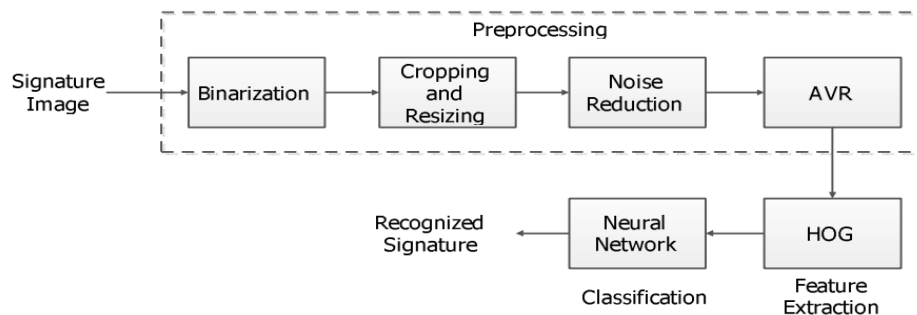 Preprocessing
Signature
Image
Binarization
Cropping
and
Resizing
Noise
Reduction
AVR
Recognized
Signature
Neural
Network
HOG
Classification
Feature
Extraction